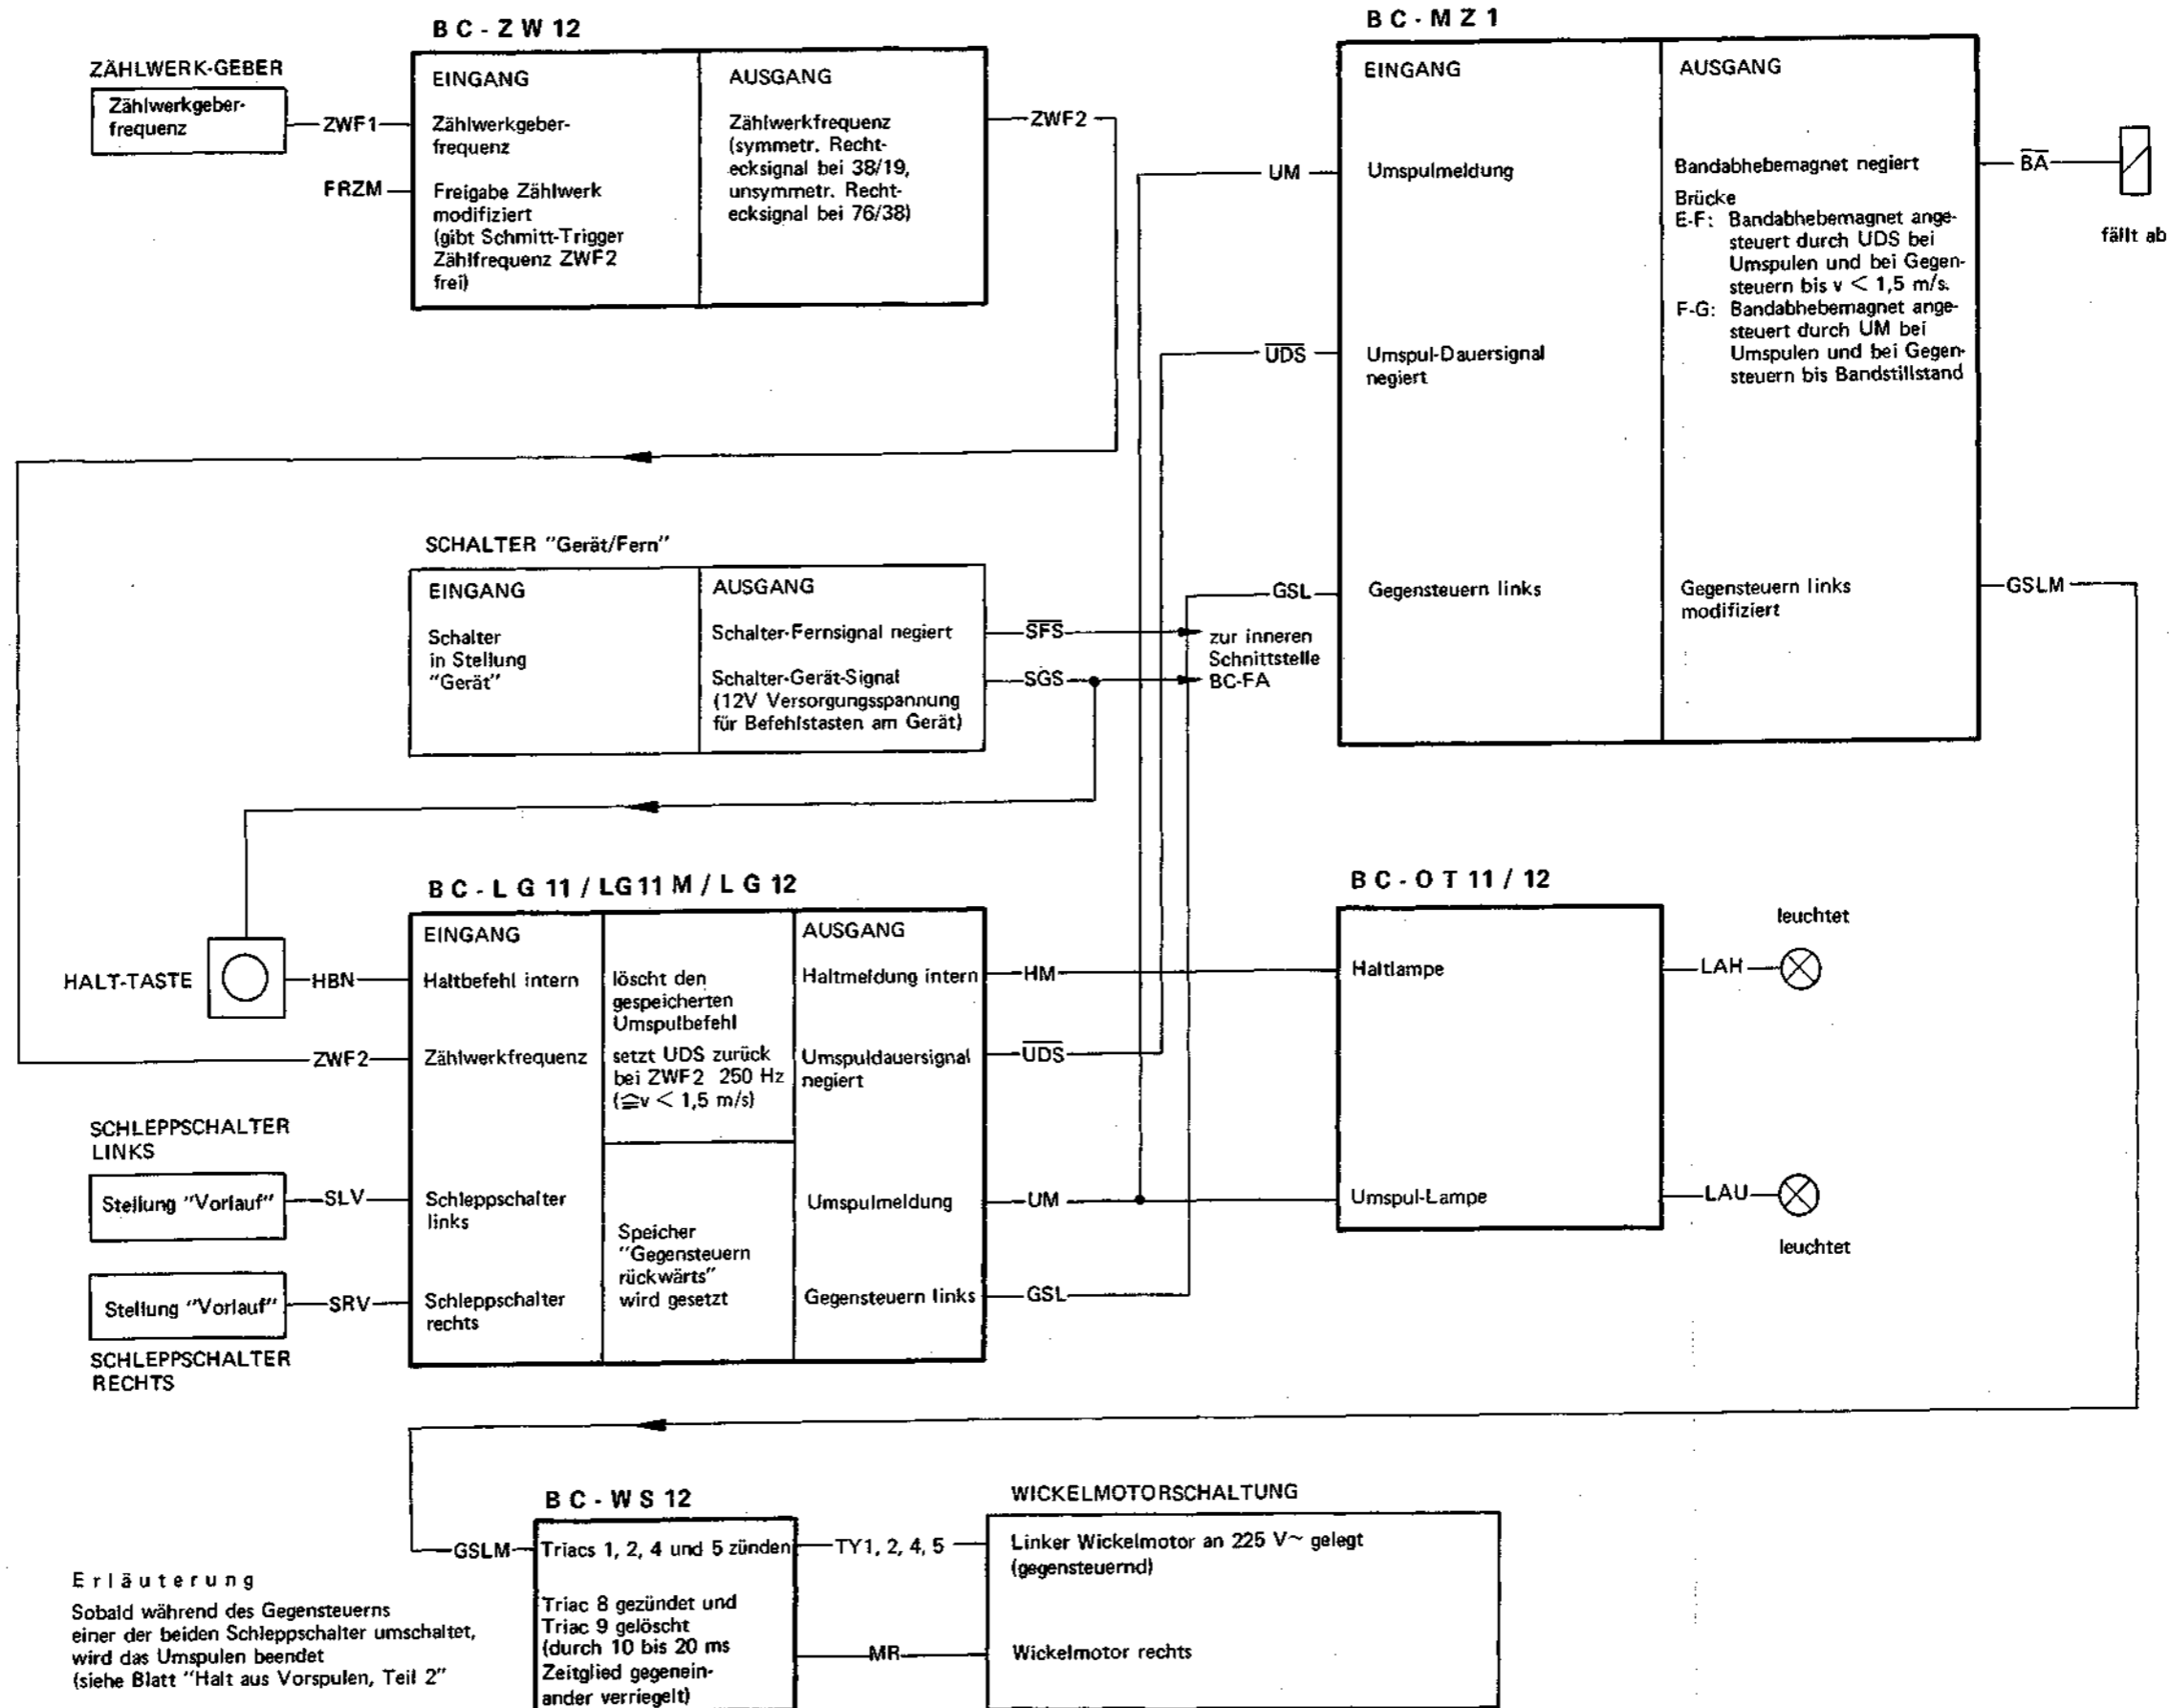 BC-ZW12
ZÄHLWERK-GEBER
Zählwerkgeber-
frequenz
ZWF1
FRZM
EINGANG
Zählwerkgeber-
frequenz
Freigabe Zählwerk
modifiziert
(gibt Schmitt-Trigger
Zählfrequenz ZWF2
frei)
AUSGANG
Zählwerkfrequenz
(symmetr. Recht-
ecksignal bei 38/19,
unsymmetr. Recht-
ecksignal bei 76/38)
ZWF2
BC-MZ1
EINGANG
UM
Umspulmeldung
UDS
Umspul-Dauersignal
negiert
GSL
Gegensteuern links
AUSGANG
Bandabhebemagnet negiert
Brücke
E-F: Bandabhebemagnet ange-
steuert durch UDS bei
Umspulen und bei Gegen-
steuern bis v < 1,5 m/s.
F-G: Bandabhebemagnet ange-
steuert durch UM bei
Umspulen und bei Gegen-
steuern bis Bandstillstand
Gegensteuern links
modifiziert
BA
fällt ab
GSLM
SCHALTER "Gerät/Fern"
EINGANG
Schalter
in Stellung
"Gerät"
AUSGANG
Schalter-Fernsignal negiert
Schalter-Gerät-Signal
(12V Versorgungsspannung
für Befehlstasten am Gerät)
SFS
SGS
zur inneren
Schnittstelle
BC-FA
BC-LG11/LG11M/LG12
HALT-TASTE
HBN
ZWF2
SCHLEPPSCHALTER
LINKS
Stellung "Vorlauf"
SLV
Stellung "Vorlauf"
SRV
SCHLEPPSCHALTER
RECHTS
EINGANG
Haltbefehl intern
Zählwerkfrequenz
Schleppschalter
links
Schleppschalter
rechts
löscht den
gespeicherten
Umspulbefehl
setzt UDS zurück
bei ZWF2 250 Hz
(≙v < 1,5 m/s)
Speicher
"Gegensteuern
rückwärts"
wird gesetzt
AUSGANG
Haltmeldung intern
Umspuldauersignal
negiert
Umspulmeldung
Gegensteuern links
HM
UDS
UM
GSL
BC-OT11/12
Haltlampe
Umspul-Lampe
LAH
leuchtet
LAU
leuchtet
BC-WS12
GSLM
Triacs 1, 2, 4 und 5 zünden
Triac 8 gezündet und
Triac 9 gelöscht
(durch 10 bis 20 ms
Zeitglied gegenein-
ander verriegelt)
TY1, 2, 4, 5
MR
WICKELMOTORSCHALTUNG
Linker Wickelmotor an 225 V~ gelegt
(gegensteuernd)
Wickelmotor rechts
Erläuterung
Sobald während des Gegensteuerns
einer der beiden Schleppschalter umschaltet,
wird das Umspulen beendet
(siehe Blatt "Halt aus Vorspulen, Teil 2"